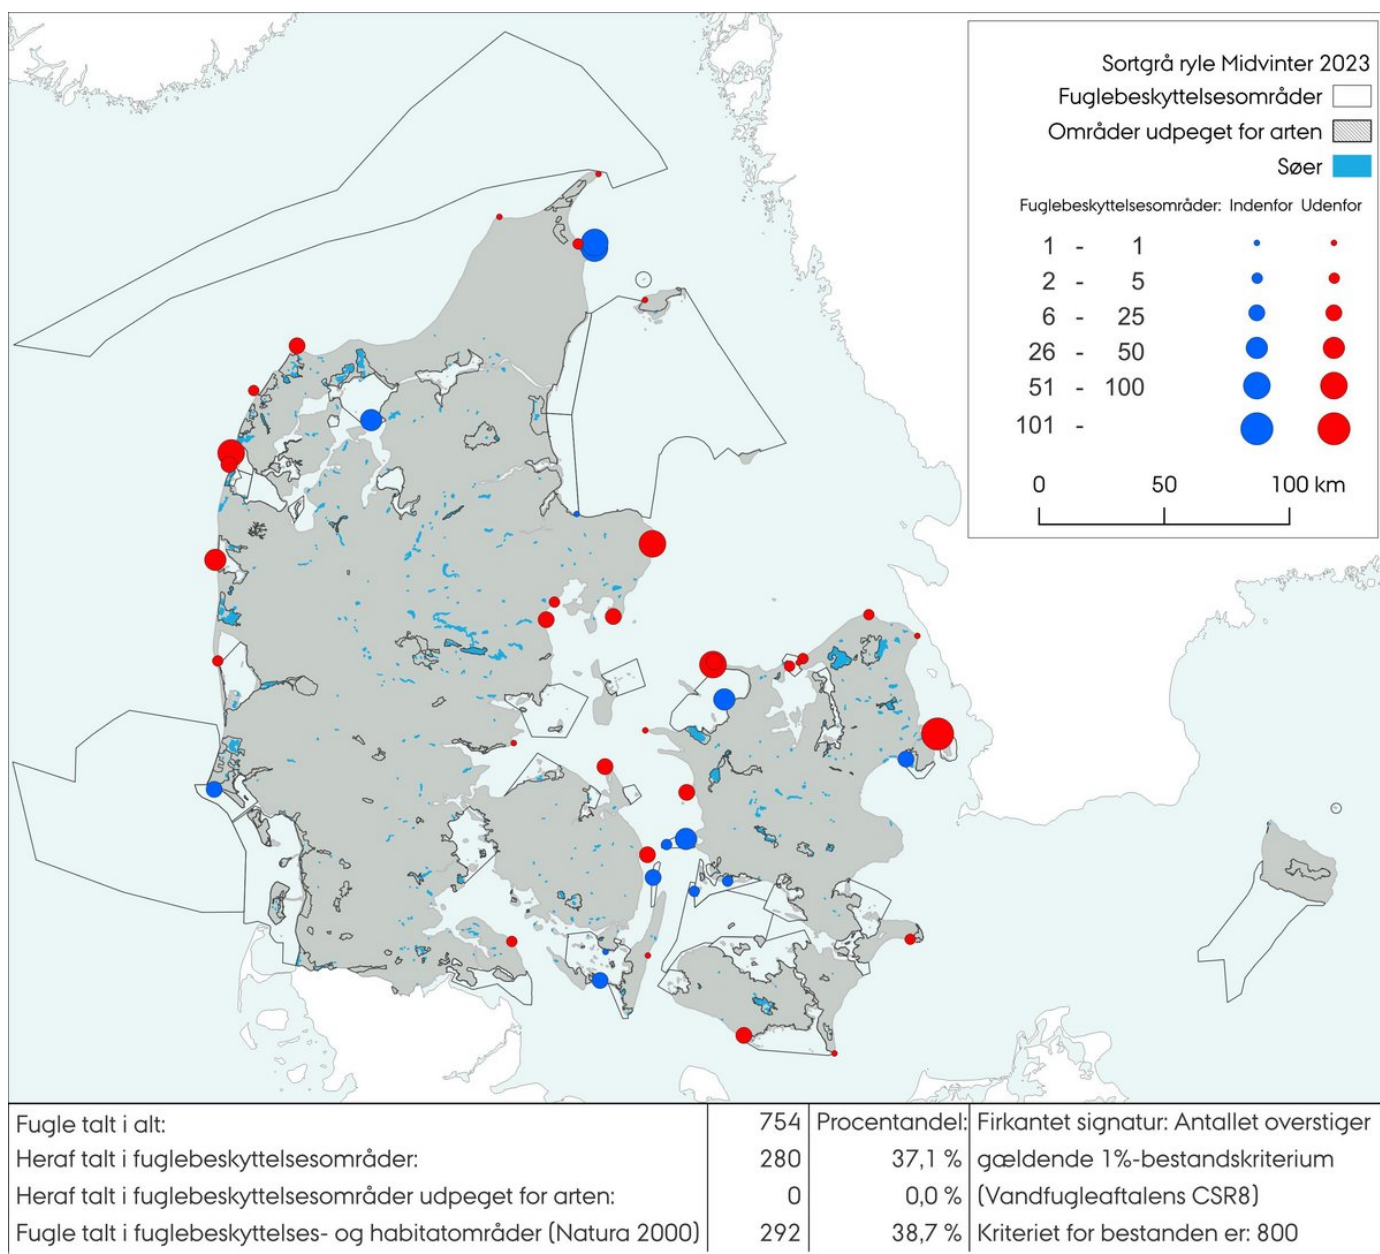 Sortgrå ryle Midvinter 2023
Fuglebeskyttelsesområder
Områder udpeget for arten
Søer
Fuglebeskyttelsesområder: Indenfor Udenfor
1 - 1
2 - 5
6 - 25
26 - 50
51 - 100
101 -
0 50 100 km
Fugle talt i alt: 754 Procentandel: Firkantet signatur: Antallet overstiger
Heraf talt i fuglebeskyttelsesområder: 280 37,1 % gældende 1%-bestandskriterium
Heraf talt i fuglebeskyttelsesområder udpeget for arten: 0 0,0 % (Vandfugleaftalens CSR8)
Fugle talt i fuglebeskyttelses- og habitatområder (Natura 2000) 292 38,7 % Kriteriet for bestanden er: 800